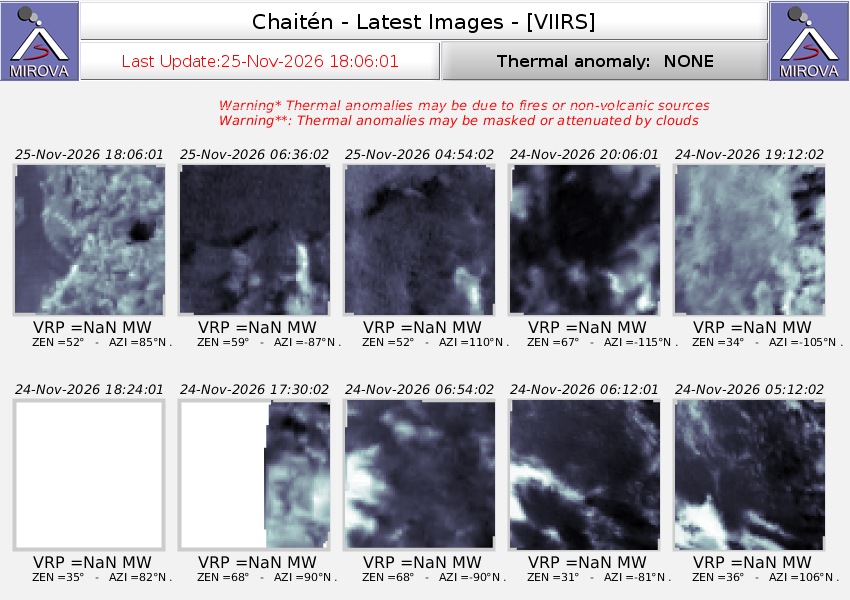 Chaitén - Latest Images - [VIIRS]
MIROVA
Last Update:25-Nov-2026 18:06:01
Thermal anomaly: NONE
MIROVA
Warning* Thermal anomalies may be due to fires or non-volcanic sources
Warning**: Thermal anomalies may be masked or attenuated by clouds
25-Nov-2026 18:06:01
25-Nov-2026 06:36:02
25-Nov-2026 04:54:02
24-Nov-2026 20:06:01
24-Nov-2026 19:12:02
VRP =NaN MW
VRP =NaN MW
VRP =NaN MW
VRP =NaN MW
VRP =NaN MW
ZEN =52° - AZI =85°N .
ZEN =59° - AZI =-87°N .
ZEN =52° - AZI =110°N .
ZEN =67° - AZI =-115°N .
ZEN =34° - AZI =-105°N .
24-Nov-2026 18:24:01
24-Nov-2026 17:30:02
24-Nov-2026 06:54:02
24-Nov-2026 06:12:01
24-Nov-2026 05:12:02
VRP =NaN MW
VRP =NaN MW
VRP =NaN MW
VRP =NaN MW
VRP =NaN MW
ZEN =35° - AZI =82°N .
ZEN =68° - AZI =90°N .
ZEN =68° - AZI =-90°N .
ZEN =31° - AZI =-81°N .
ZEN =36° - AZI =106°N .